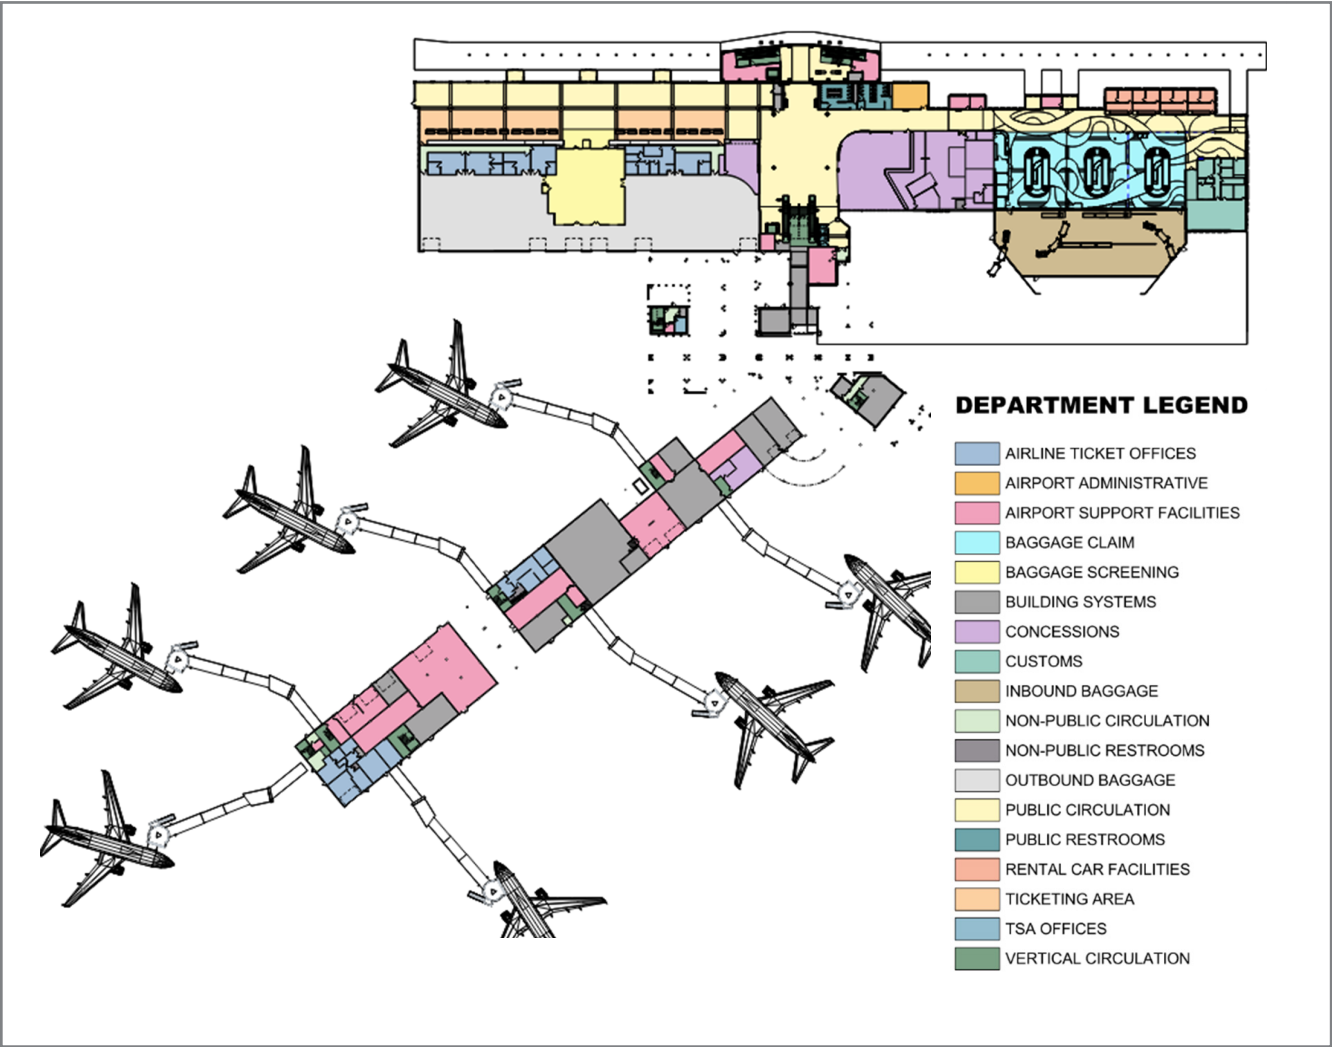 DEPARTMENT LEGEND
AIRLINE TICKET OFFICES
AIRPORT ADMINISTRATIVE
AIRPORT SUPPORT FACILITIES
BAGGAGE CLAIM
BAGGAGE SCREENING
BUILDING SYSTEMS
CONCESSIONS
CUSTOMS
INBOUND BAGGAGE
NON-PUBLIC CIRCULATION
NON-PUBLIC RESTROOMS
OUTBOUND BAGGAGE
PUBLIC CIRCULATION
PUBLIC RESTROOMS
RENTAL CAR FACILITIES
TICKETING AREA
TSA OFFICES
VERTICAL CIRCULATION